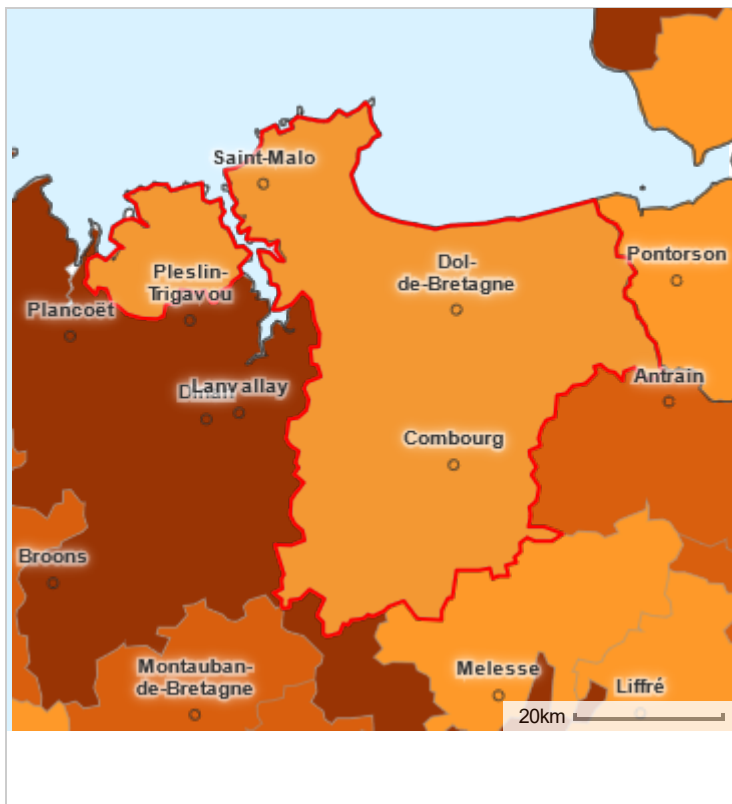 Saint-Malo
Pleslin-
Trigavou
Dol-
de-Bretagne
Pontorson
Plancoët
Lanvallay
Antrain
Combourg
Broons
Montauban-
de-Bretagne
Melesse
Liffré
20km